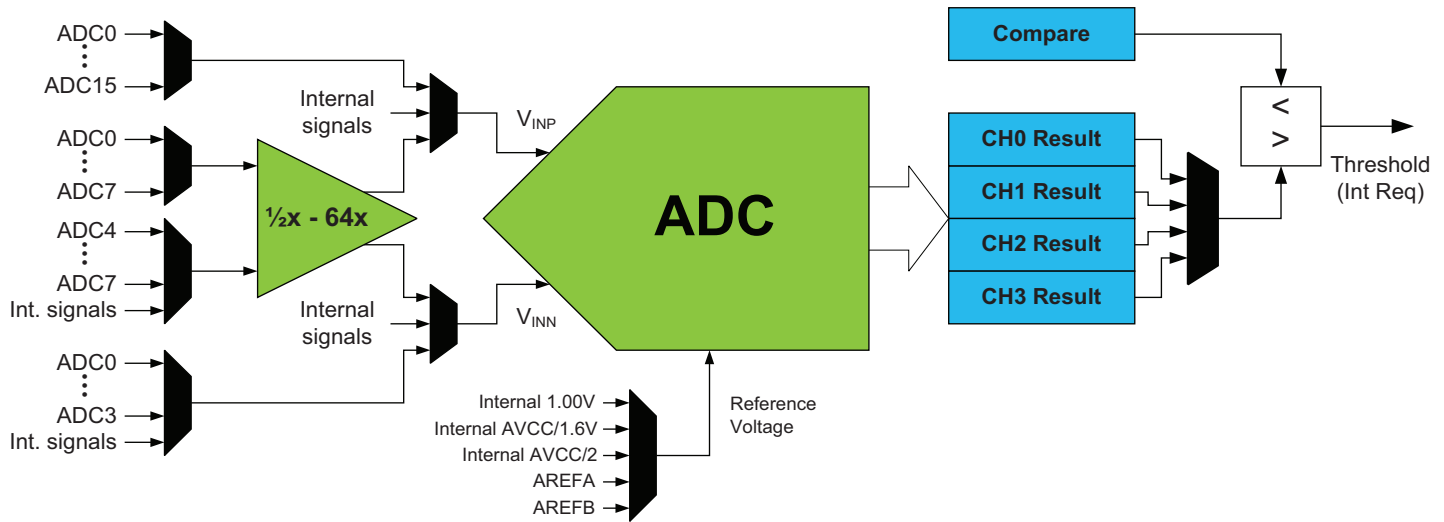 ADC0
ADC15
Internal
signals
ADC0
ADC7
½x - 64x
ADC4
ADC7
Int. signals
Internal
signals
ADC0
ADC3
Int. signals
VINP
VINN
ADC
Internal 1.00V
Internal AVCC/1.6V
Internal AVCC/2
AREFA
AREFB
Reference
Voltage
Compare
CH0 Result
CH1 Result
CH2 Result
CH3 Result
<
>
Threshold
(Int Req)